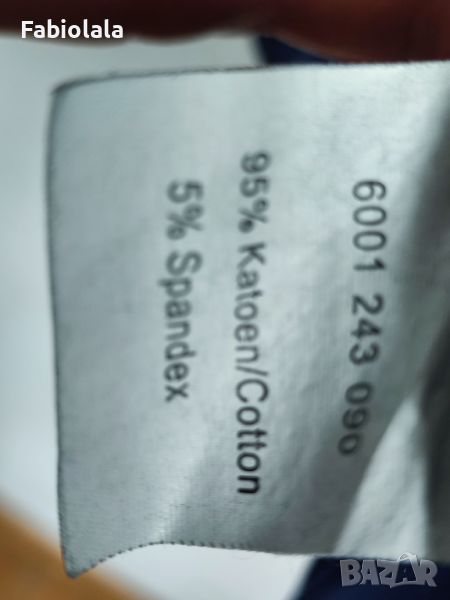 Fabiolala
6001 243 090
95% Katoen/Cotton
5% Spandex
BAZAR